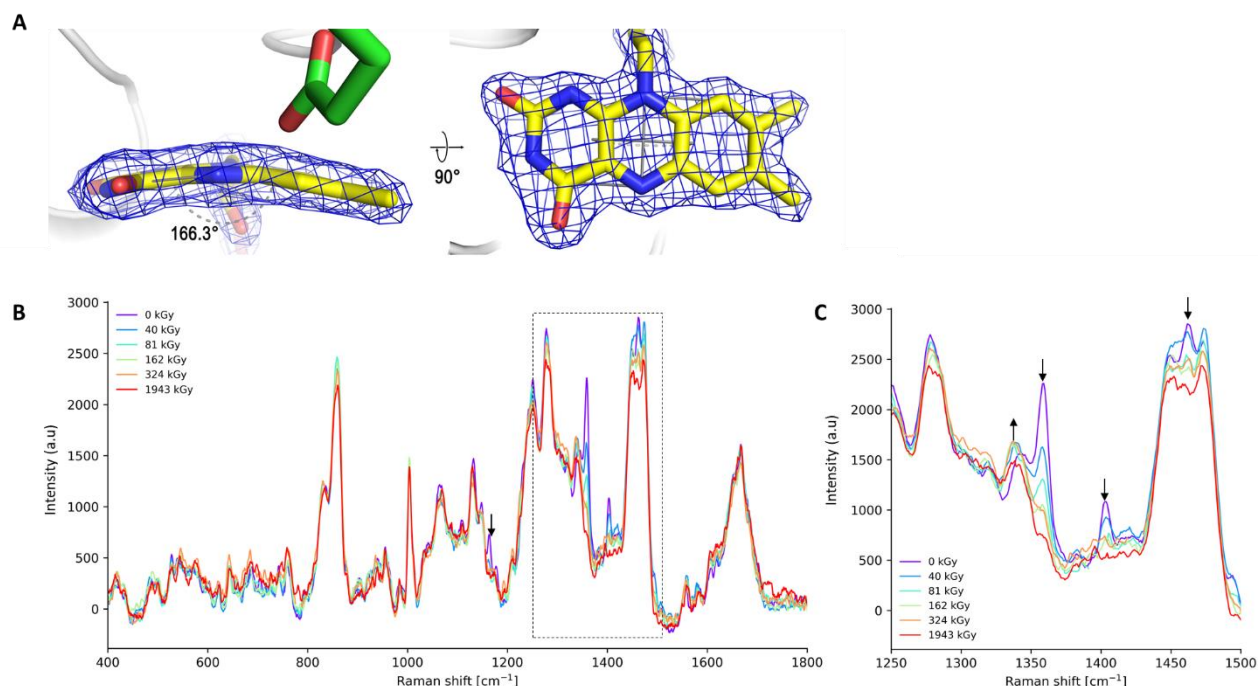 A
166.3°
90°
B
Intensity (a.u)
3000
2500
2000
1500
1000
500
0
0 kGy
40 kGy
81 kGy
162 kGy
324 kGy
1943 kGy
400
600
800
1000
1200
1400
1600
1800
Raman shift [cm⁻¹]
C
Intensity (a.u)
3000
2500
2000
1500
1000
500
0
0 kGy
40 kGy
81 kGy
162 kGy
324 kGy
1943 kGy
1250
1300
1350
1400
1450
1500
Raman shift [cm⁻¹]